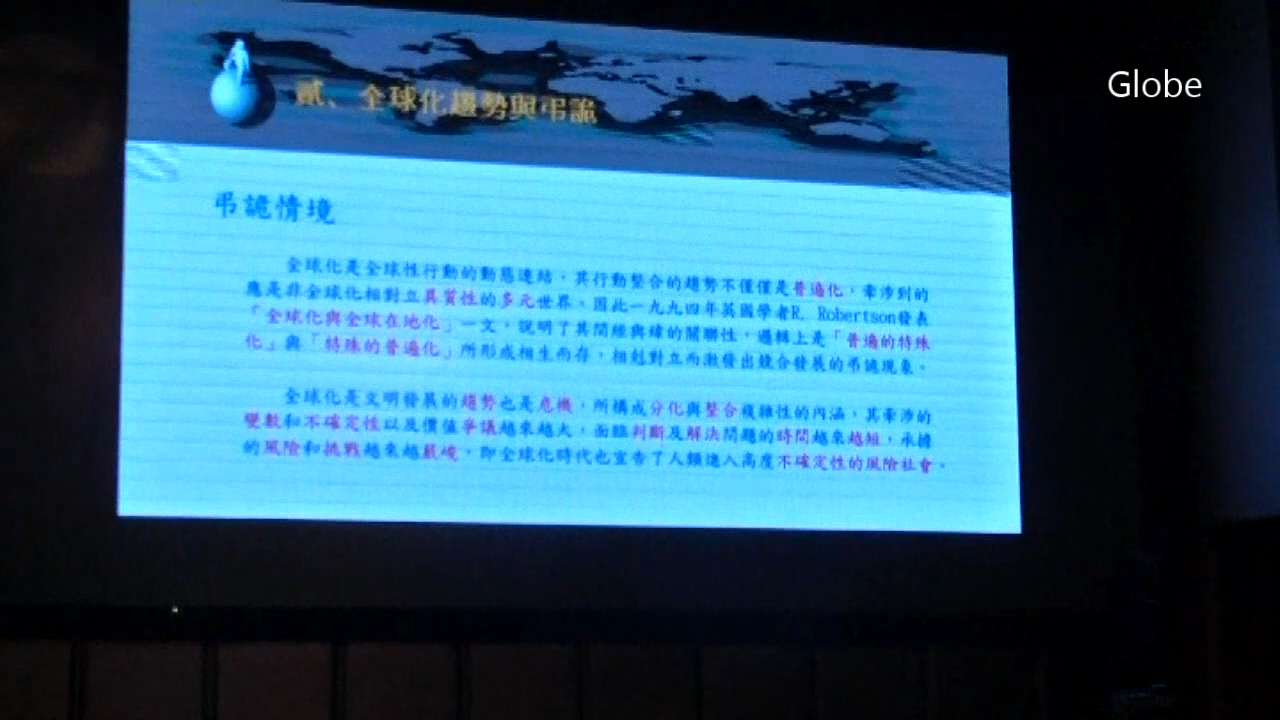 Globe
貳、全球化趨勢與弔詭
弔詭情境
全球化是全球性行動的動態連結，其行動整合的趨勢不僅僅是普遍化，牽涉到的
應是非全球化相對立異質性的多元世界。因此一九九四年英國學者R. Robertson發表
「全球化與全球在地化」一文，說明了其間經與緯的關聯性，邏輯上是「普遍的特殊
化」與「特殊的普遍化」所形成相生而存，相剋對立而激發出競合發展的弔詭現象。
全球化是文明發展的趨勢也是危機，所構成分化與整合複雜性的內涵，其牽涉的
變數和不確定性以及價值爭議越來越大，面臨判斷及解決問題的時間越來越短，承擔
的風險和挑戰越來越嚴峻，即全球化時代也宣告了人類進入高度不確定性的風險社會。